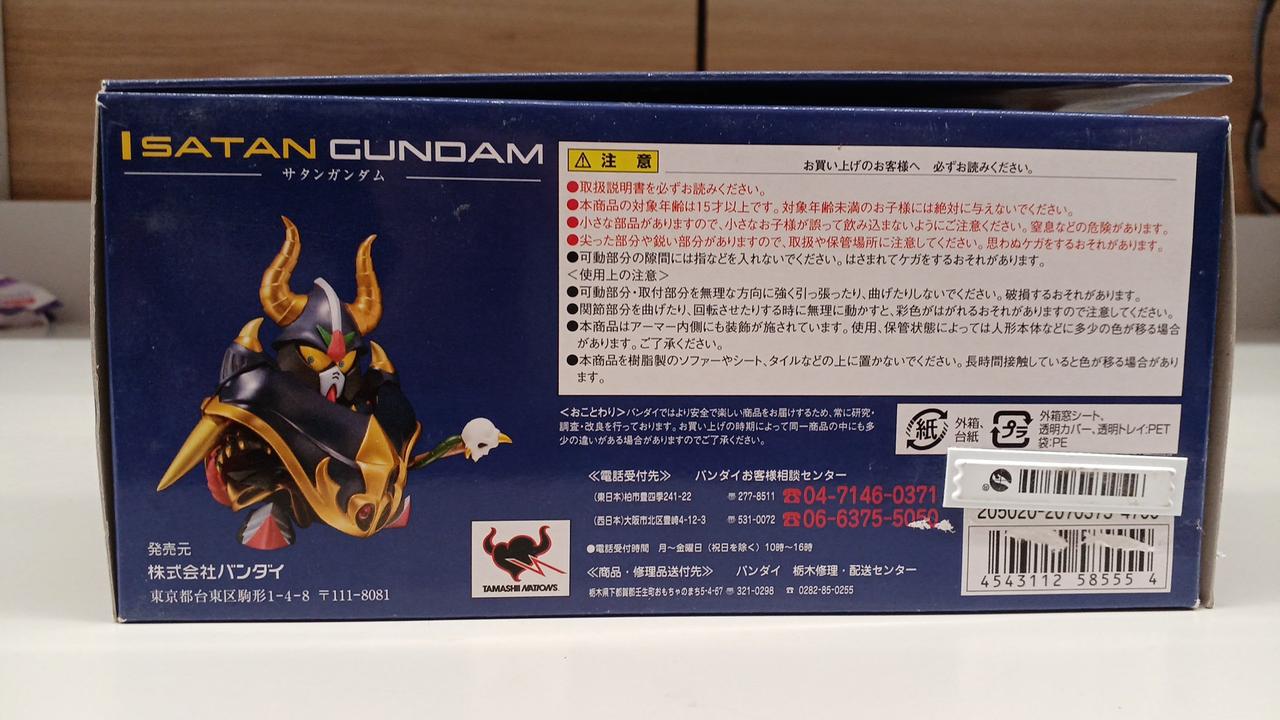 SATAN GUNDAM
サタンガンダム
注意
お買い上げのお客様へ 必ずお読みください。
●取扱説明書を必ずお読みください。
●本商品の対象年齢は15才以上です。対象年齢未満のお子様には絶対に与えないでください。
●小さな部品がありますので、小さなお子様が誤って飲み込まないようにご注意ください。窒息などの危険があります。
●尖った部分や鋭い部分がありますので、取扱や保管場所に注意してください。思わぬケガをするおそれがあります。
●可動部分の隙間には指などを入れないでください。はさまれてケガをするおそれがあります。
<使用上の注意>
●可動部分・取付部分を無理な方向に強く引っ張ったり、曲げたりしないでください。破損するおそれがあります。
●関節部分を曲げたり、回転させたりする時に無理に動かすと、彩色がはがれるおそれがありますので注意してください。
●本商品はアーマー内側にも装飾が施されています。使用、保管状態によっては人形本体などに多少の色が移る場合
があります。ご了承ください。
●本商品を樹脂製のソファーやシート、タイルなどの上に置かないでください。長時間接触していると色が移る場合があり
ます。
<おことわり>バンダイではより安全で楽しい商品をお届けするため、常に研究・
調査・改良を行っております。お買い上げの時期によって同一商品の中にも多
少の違いがある場合がありますのでご了承ください。
紙
外箱、
台紙
プラ
外箱窓シート、
透明カバー、透明トレイ:PET
袋:PE
≪電話受付先≫ バンダイお客様相談センター
(東日本)柏市豊四季241-22 〒277-8511 ☎04-7146-0371
(西日本)大阪市北区豊崎4-12-3 〒531-0072 ☎06-6375-5050
●電話受付時間 月〜金曜日(祝日を除く)10時〜16時
≪商品・修理品送付先≫ バンダイ 栃木修理・配送センター
栃木県下都賀郡壬生町おもちゃのまち5-4-67 〒321-0298 ☎ 0282-85-0255
発売元
株式会社バンダイ
東京都台東区駒形1-4-8 〒111-8081
TAMASHII NATIONS
4543112 58555 4